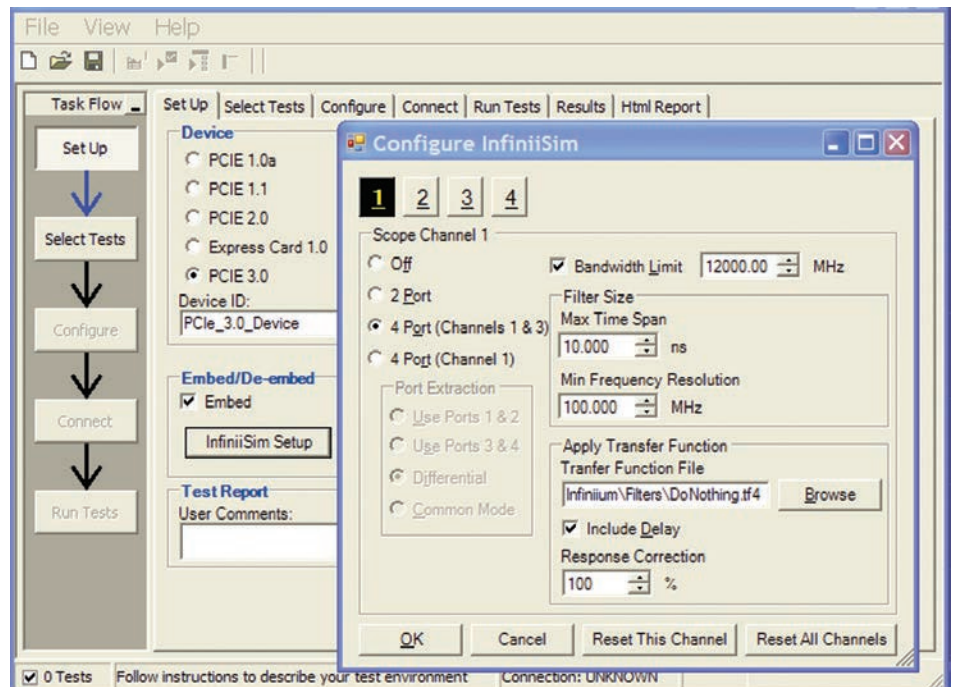 File View Help
Task Flow
Set Up
Select Tests
Configure
Connect
Run Tests
Set Up Select Tests Configure Connect Run Tests Results Html Report
Device
PCIE 1.0a
PCIE 1.1
PCIE 2.0
Express Card 1.0
PCIE 3.0
Device ID:
PCIe_3.0_Device
Embed/De-embed
Embed
InfiniiSim Setup
Test Report
User Comments:
Configure InfiniiSim
1 2 3 4
Scope Channel 1
Off
2 Port
4 Port (Channels 1 & 3)
4 Port (Channel 1)
Port Extraction
Use Ports 1 & 2
Use Ports 3 & 4
Differential
Common Mode
Bandwidth Limit 12000.00 MHz
Filter Size
Max Time Span
10.000 ns
Min Frequency Resolution
100.000 MHz
Apply Transfer Function
Tranfer Function File
Infiniium\Filters\DoNothing.tf4 Browse
Include Delay
Response Correction
100 %
OK Cancel Reset This Channel Reset All Channels
0 Tests Follow instructions to describe your test environment Connection: UNKNOWN